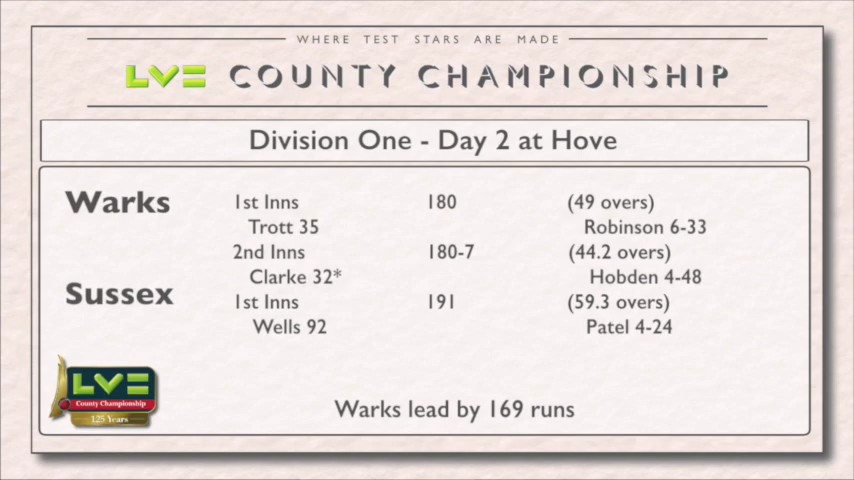 WHERE TEST STARS ARE MADE
LV= COUNTY CHAMPIONSHIP
Division One - Day 2 at Hove
Warks 1st Inns 180 (49 overs)
Trott 35 Robinson 6-33
2nd Inns 180-7 (44.2 overs)
Clarke 32* Hobden 4-48
Sussex 1st Inns 191 (59.3 overs)
Wells 92 Patel 4-24
LV=
County Championship
125 Years
Warks lead by 169 runs